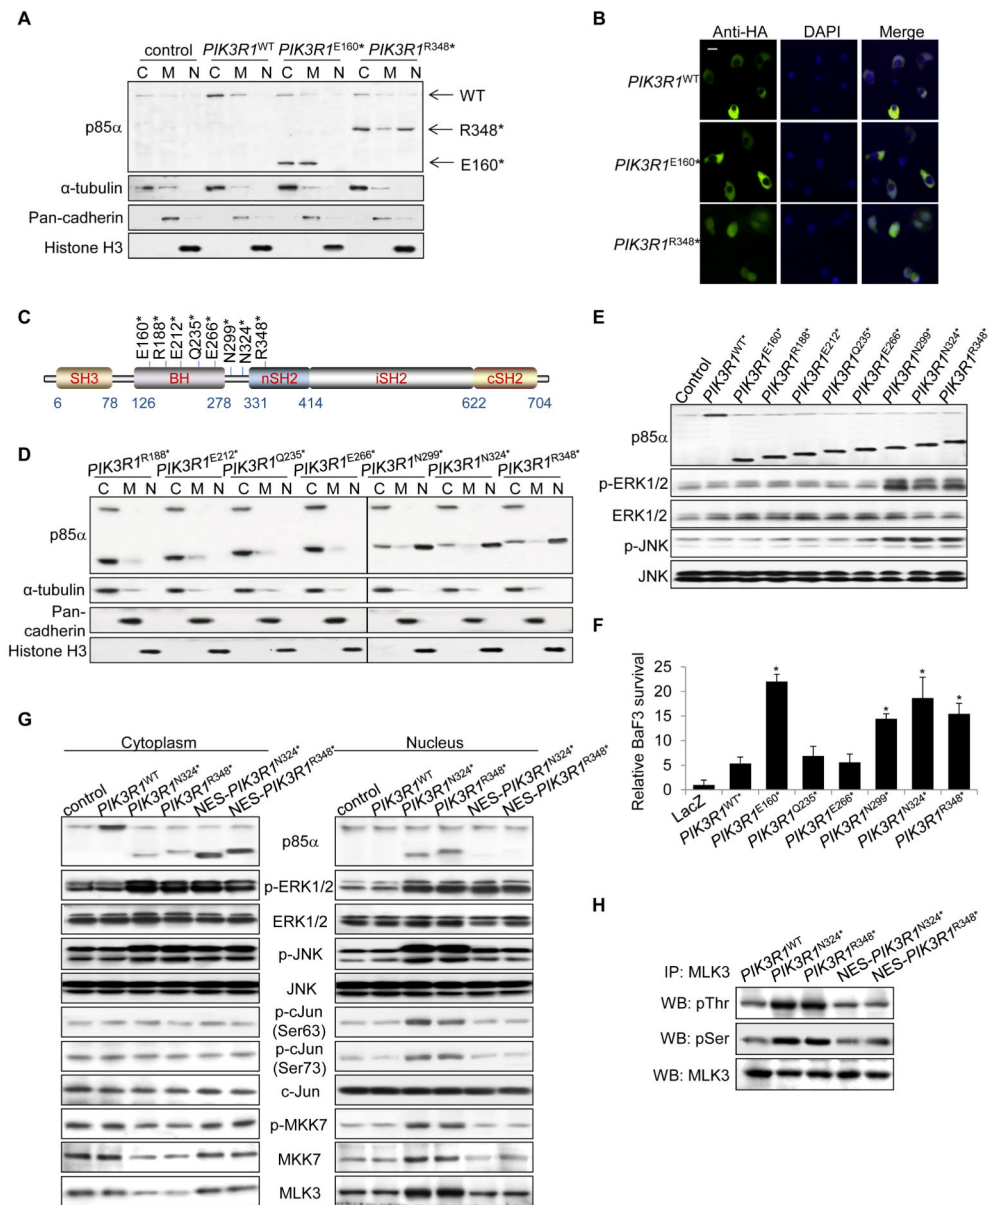 A
control PIK3R1WT PIK3R1E160* PIK3R1R348*
C M N C M N C M N C M N
p85α
WT
R348*
E160*
α-tubulin
Pan-cadherin
Histone H3
B
Anti-HA DAPI Merge
PIK3R1WT
PIK3R1E160*
PIK3R1R348*
C
E160* R188* E212* Q235* E266* N299* N324* R348*
SH3 BH nSH2 iSH2 cSH2
6 78 126 278 331 414 622 704
D
PIK3R1R188* PIK3R1E212* PIK3R1Q235* PIK3R1E266* PIK3R1N299* PIK3R1N324* PIK3R1R348*
C M N C M N C M N C M N C M N C M N C M N
p85α
α-tubulin
Pan-
cadherin
Histone H3
E
Control PIK3R1WT* PIK3R1E160* PIK3R1R188* PIK3R1E212* PIK3R1Q235* PIK3R1E266* PIK3R1N299* PIK3R1N324* PIK3R1R348*
p85α
p-ERK1/2
ERK1/2
p-JNK
JNK
F
Relative BaF3 survival
25
20
15
10
5
0
* * * *
LacZ PIK3R1WT* PIK3R1E160* PIK3R1Q235* PIK3R1E266* PIK3R1N299* PIK3R1N324* PIK3R1R348*
G
Cytoplasm Nucleus
control PIK3R1WT PIK3R1N324* PIK3R1R348* NES-PIK3R1N324* NES-PIK3R1R348*
control PIK3R1WT PIK3R1N324* PIK3R1R348* NES-PIK3R1N324* NES-PIK3R1R348*
p85α
p-ERK1/2
ERK1/2
p-JNK
JNK
p-cJun
(Ser63)
p-cJun
(Ser73)
c-Jun
p-MKK7
MKK7
MLK3
H
PIK3R1WT PIK3R1N324* PIK3R1R348* NES-PIK3R1N324* NES-PIK3R1R348*
IP: MLK3
WB: pThr
WB: pSer
WB: MLK3